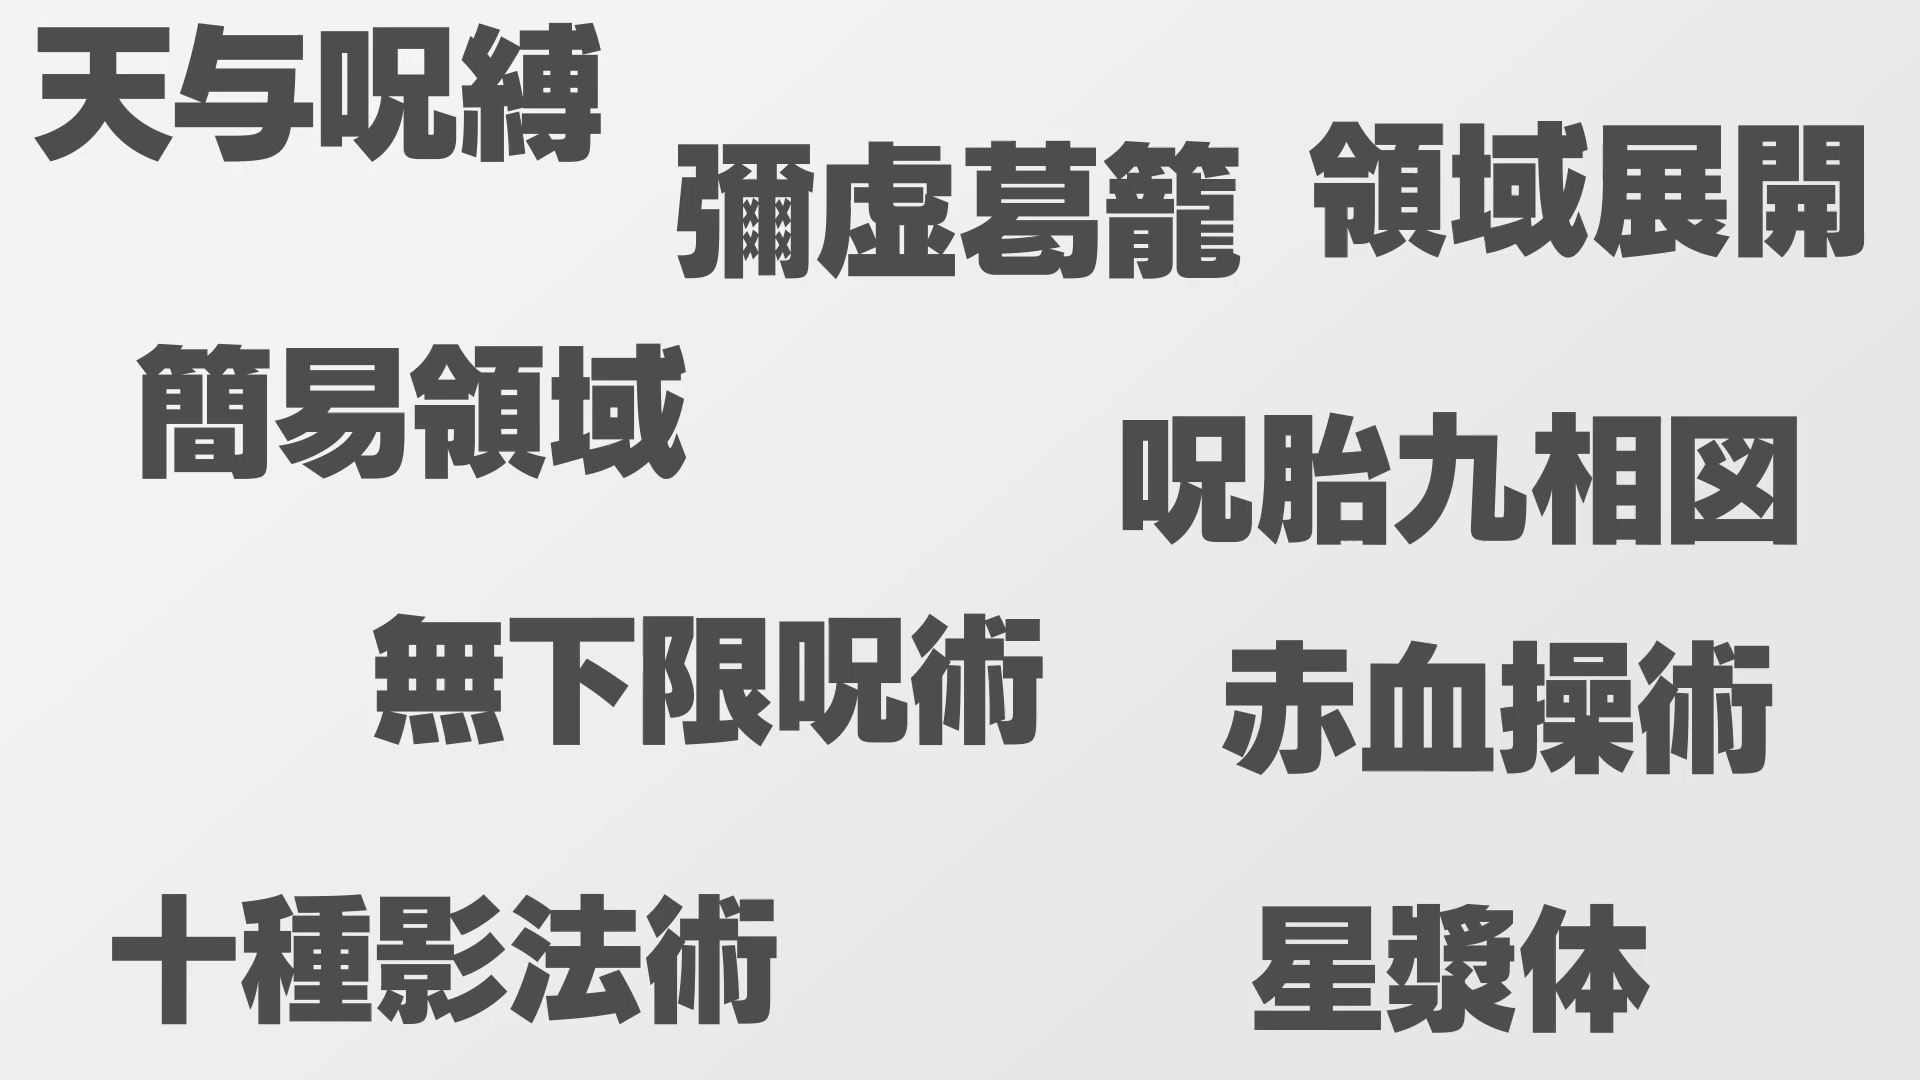 天与呪縛
彌虚葛籠
領域展開
簡易領域
呪胎九相図
無下限呪術
赤血操術
十種影法術
星漿体